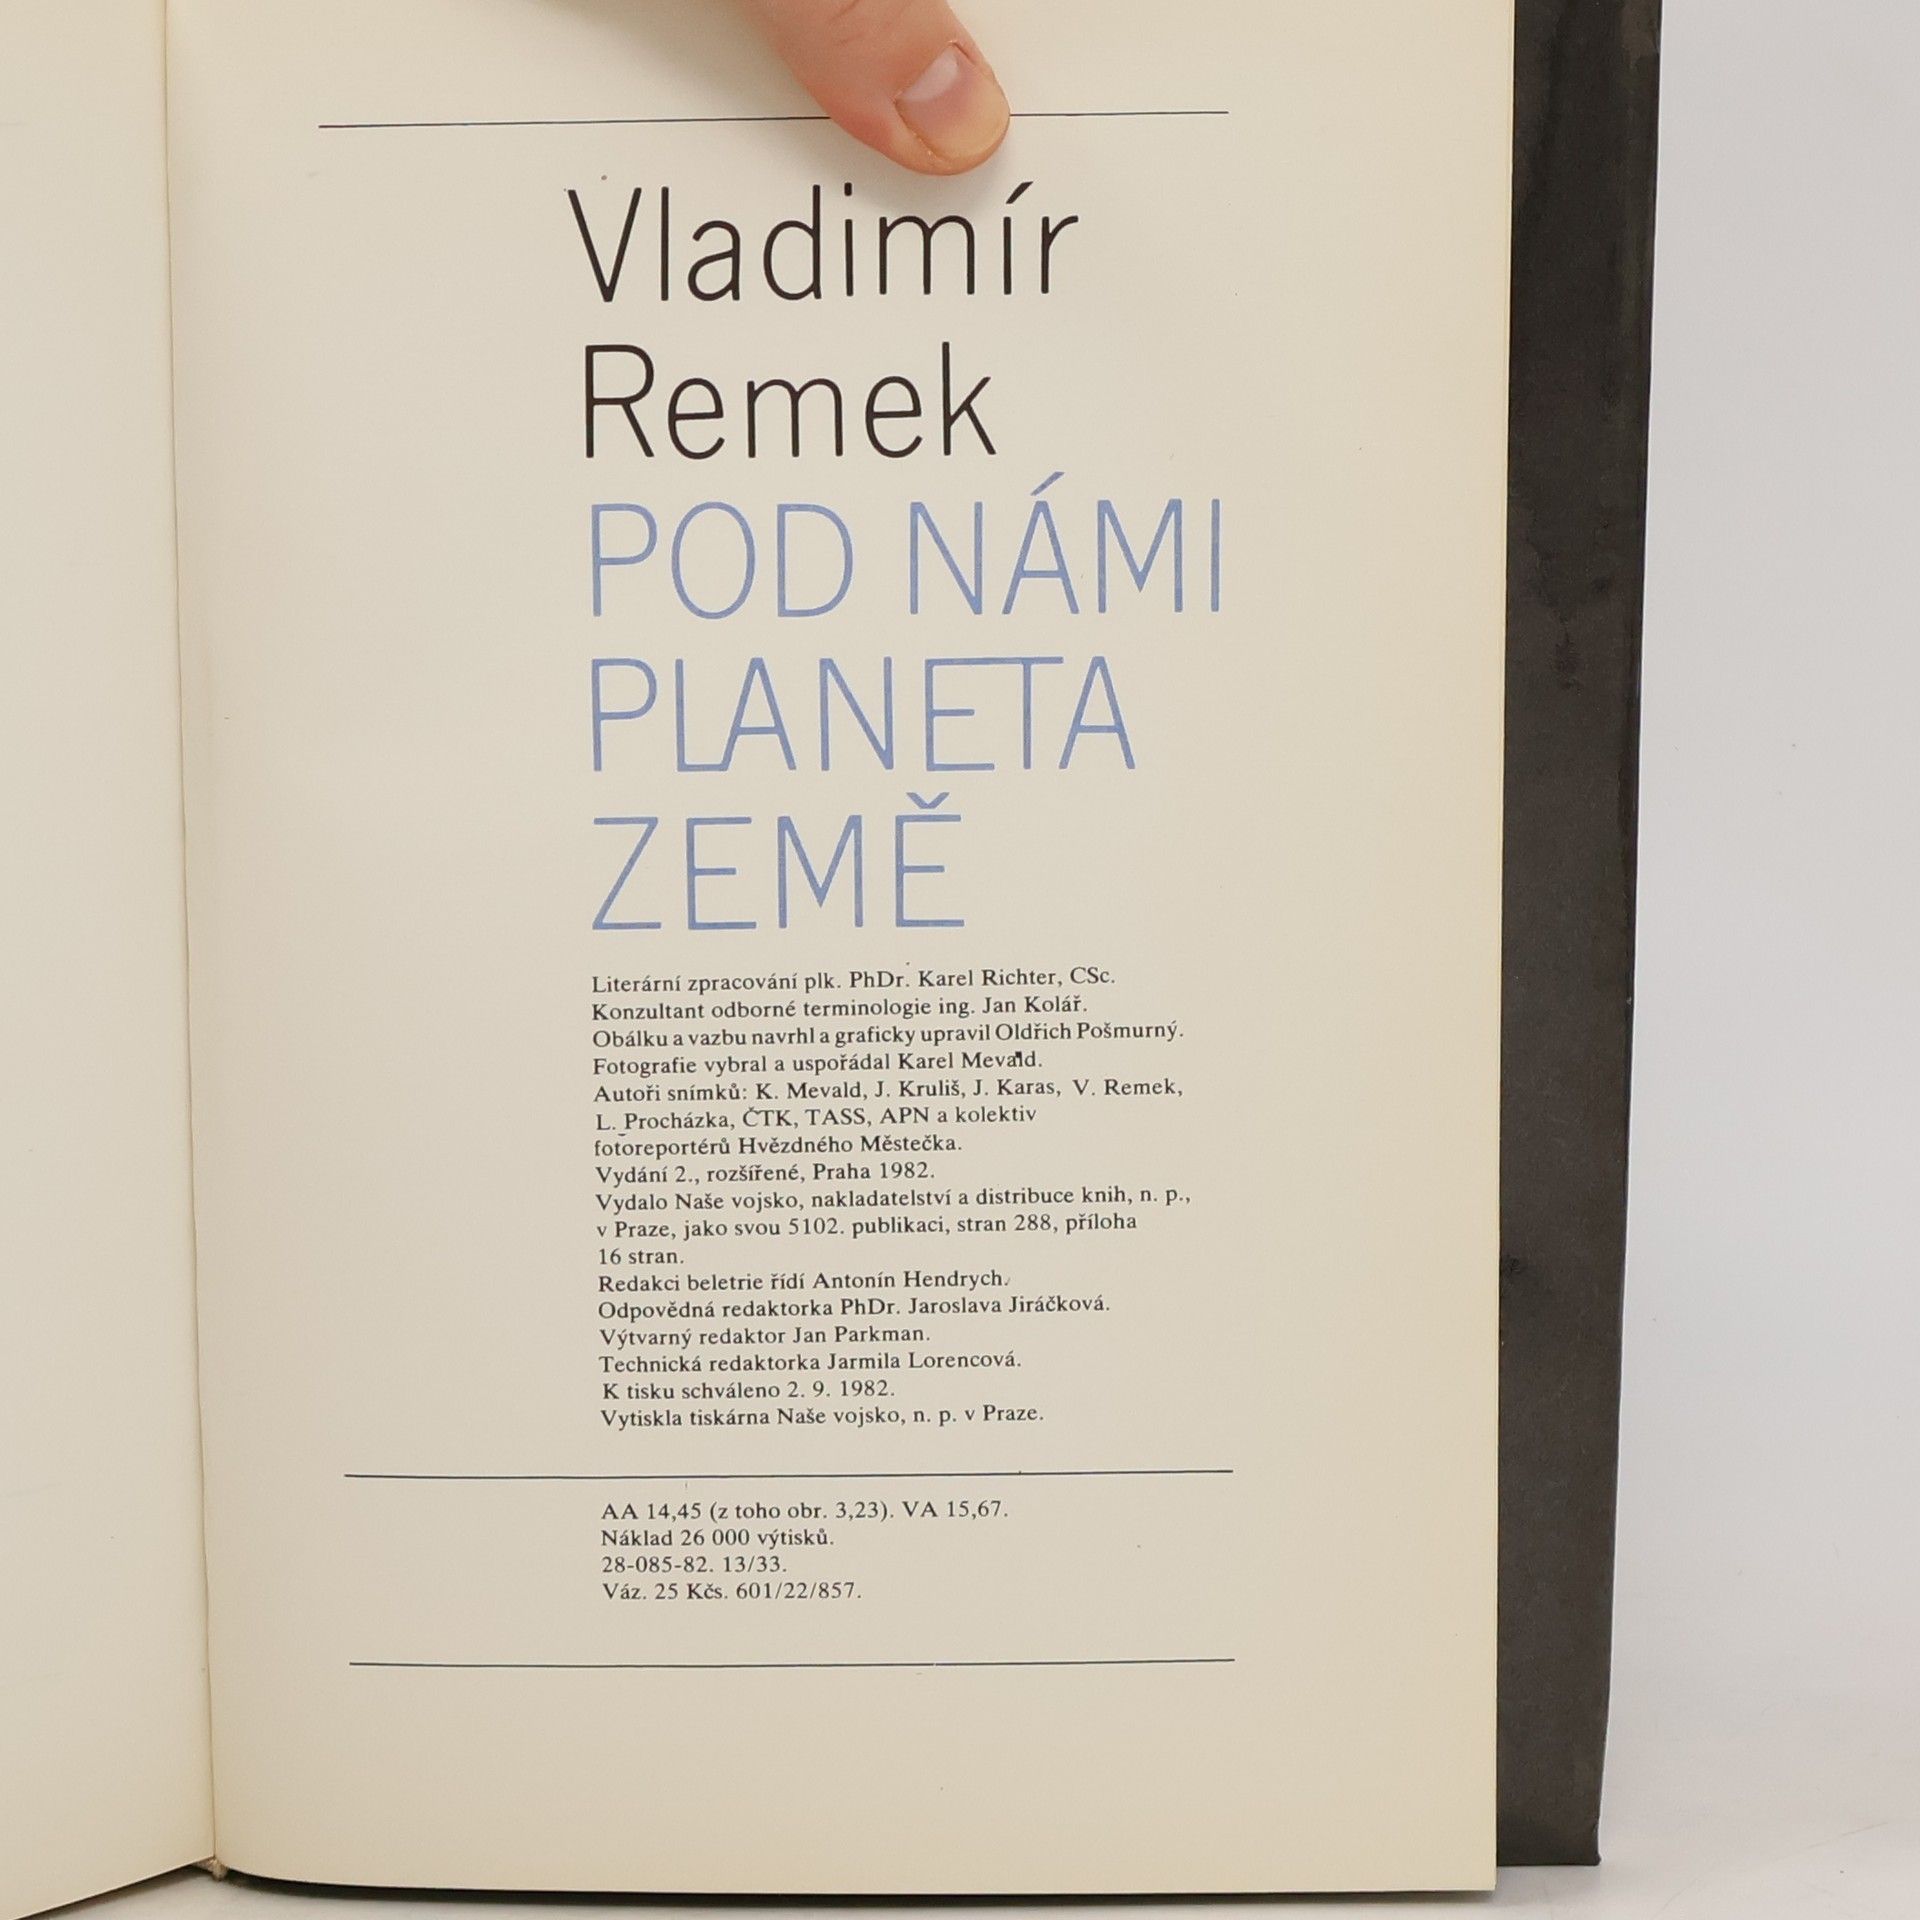 Vladimír
Remek
POD NÁMI
PLANETA
ZEMĚ
Literární zpracování plk. PhDr. Karel Richter, CSc.
Konzultant odborné terminologie ing. Jan Kolář.
Obálku a vazbu navrhl a graficky upravil Oldřich Pošmurný.
Fotografie vybral a uspořádal Karel Mevald.
Autoři snímků: K. Mevald, J. Kruliš, J. Karas, V. Remek,
L. Procházka, ČTK, TASS, APN a kolektiv
fotoreportérů Hvězdného Městečka.
Vydání 2., rozšířené, Praha 1982.
Vydalo Naše vojsko, nakladatelství a distribuce knih, n. p.,
v Praze, jako svou 5102. publikaci, stran 288, příloha
16 stran.
Redakci beletrie řídí Antonín Hendrych.
Odpovědná redaktorka PhDr. Jaroslava Jiráčková.
Výtvarný redaktor Jan Parkman.
Technická redaktorka Jarmila Lorencová.
K tisku schváleno 2. 9. 1982.
Vytiskla tiskárna Naše vojsko, n. p. v Praze.
AA 14,45 (z toho obr. 3,23). VA 15,67.
Náklad 26 000 výtisků.
28-085-82. 13/33.
Váz. 25 Kčs. 601/22/857.